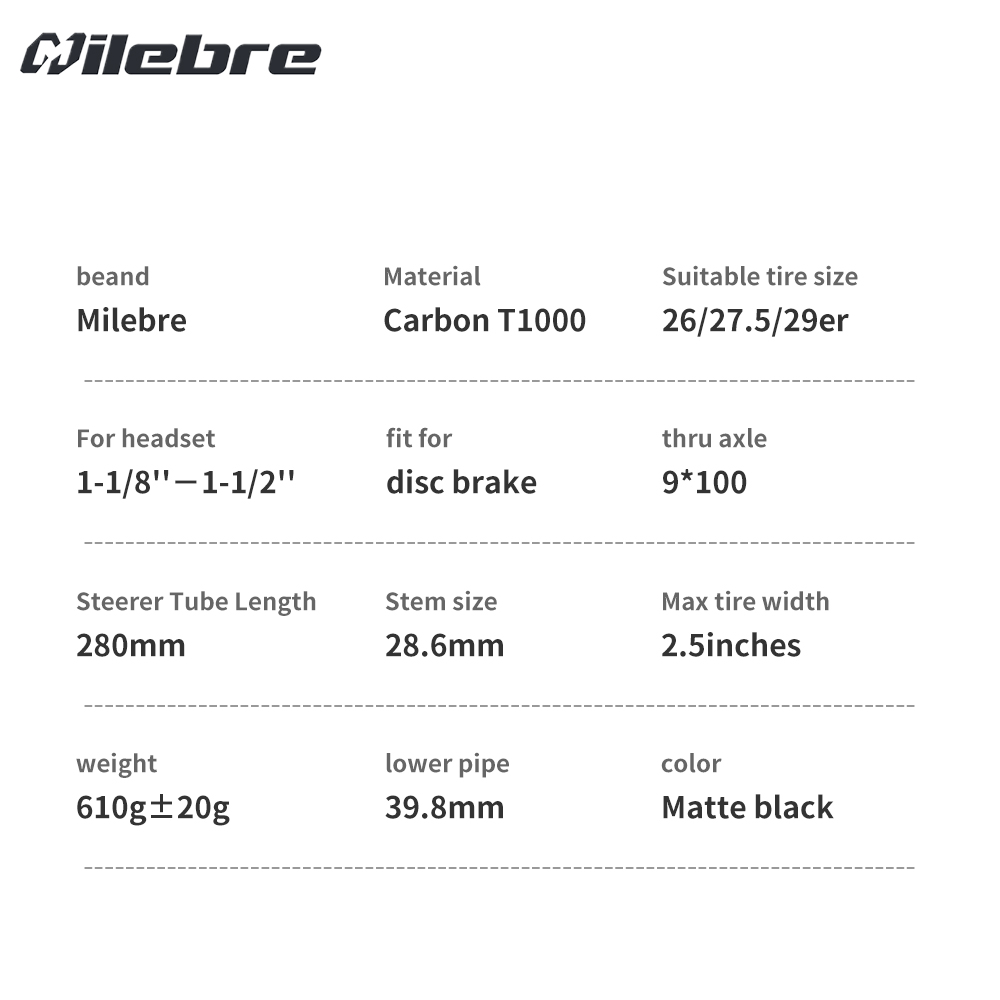 Milebre
beand
Material
Suitable tire size
Milebre
Carbon T1000
26/27.5/29er
For headset
fit for
thru axle
1-1/8''－1-1/2''
disc brake
9*100
Steerer Tube Length
Stem size
Max tire width
280mm
28.6mm
2.5inches
weight
lower pipe
color
610g±20g
39.8mm
Matte black